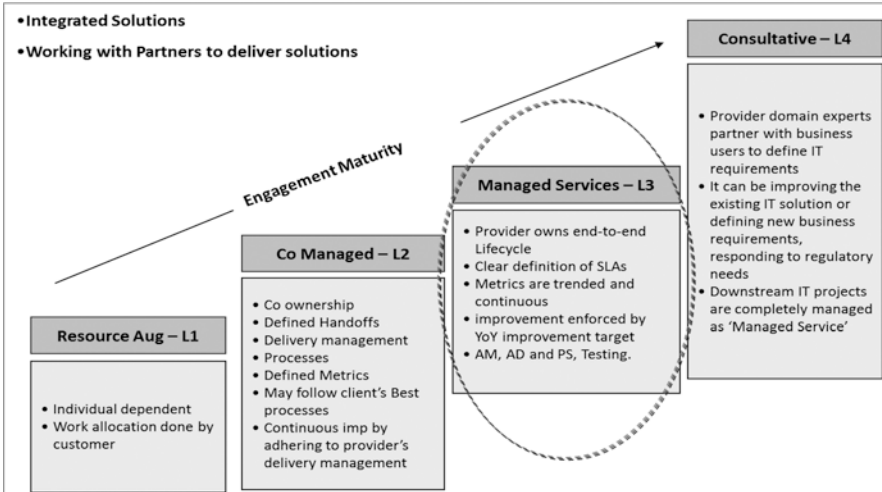 •Integrated Solutions
•Working with Partners to deliver solutions
Engagement Maturity
Resource Aug – L1
• Individual dependent
• Work allocation done by
customer
Co Managed – L2
• Co ownership
• Defined Handoffs
• Delivery management
• Processes
• Defined Metrics
• May follow client's Best
processes
• Continuous imp by
adhering to provider's
delivery management
Managed Services – L3
• Provider owns end-to-end
Lifecycle
• Clear definition of SLAs
• Metrics are trended and
continuous
• improvement enforced by
YoY improvement target
• AM, AD and PS, Testing.
Consultative – L4
• Provider domain experts
partner with business
users to define IT
requirements
• It can be improving the
existing IT solution or
defining new business
requirements,
responding to regulatory
needs
• Downstream IT projects
are completely managed
as 'Managed Service'